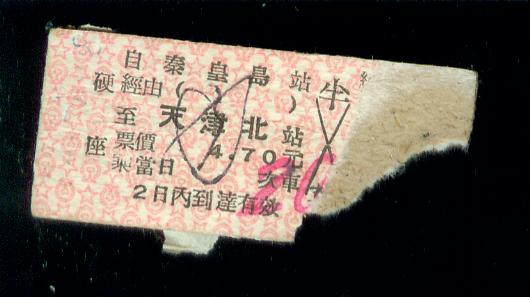 自秦皇島站
硬經由( )
至天津北站
座票價4.70元
乘當日 次車
2日內到達有效
半